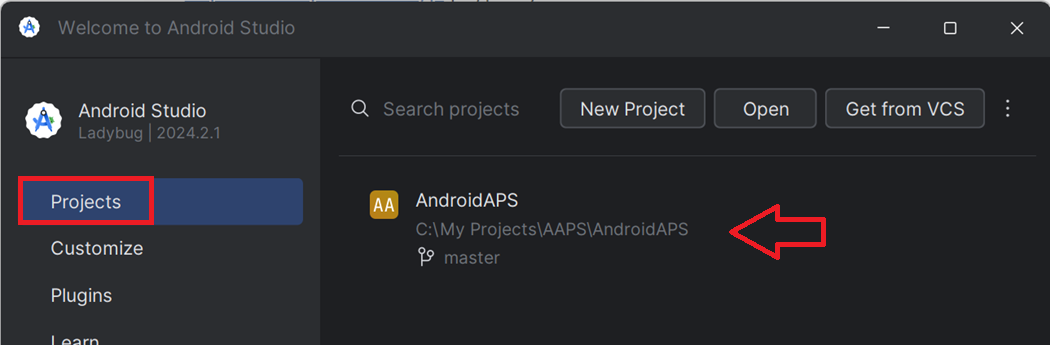 Welcome to Android Studio
Android Studio
Ladybug | 2024.2.1
Search projects
New Project
Open
Get from VCS
Projects
Customize
Plugins
Learn
AA
AndroidAPS
C:\My Projects\AAPS\AndroidAPS
master